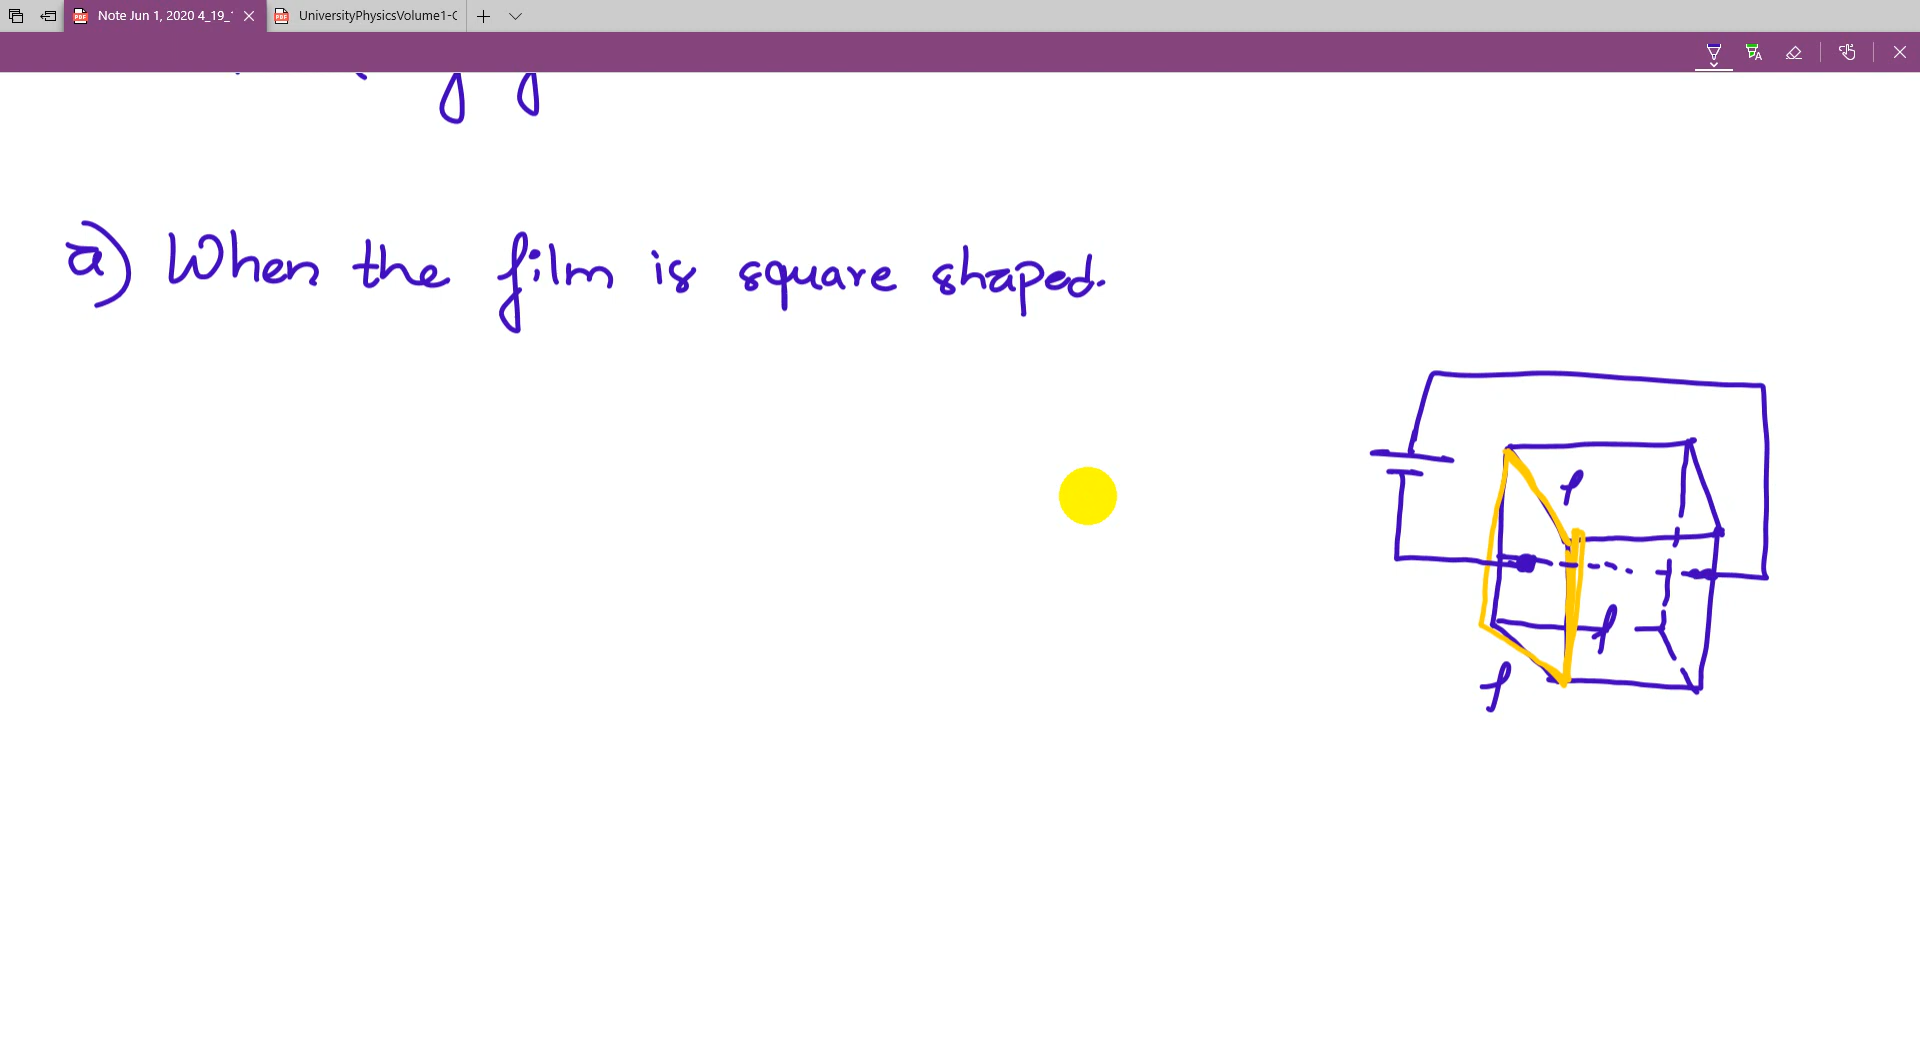 Note Jun 1, 2020 4_19_
UniversityPhysicsVolume1-
a) When the film is square shaped.
l
l
l